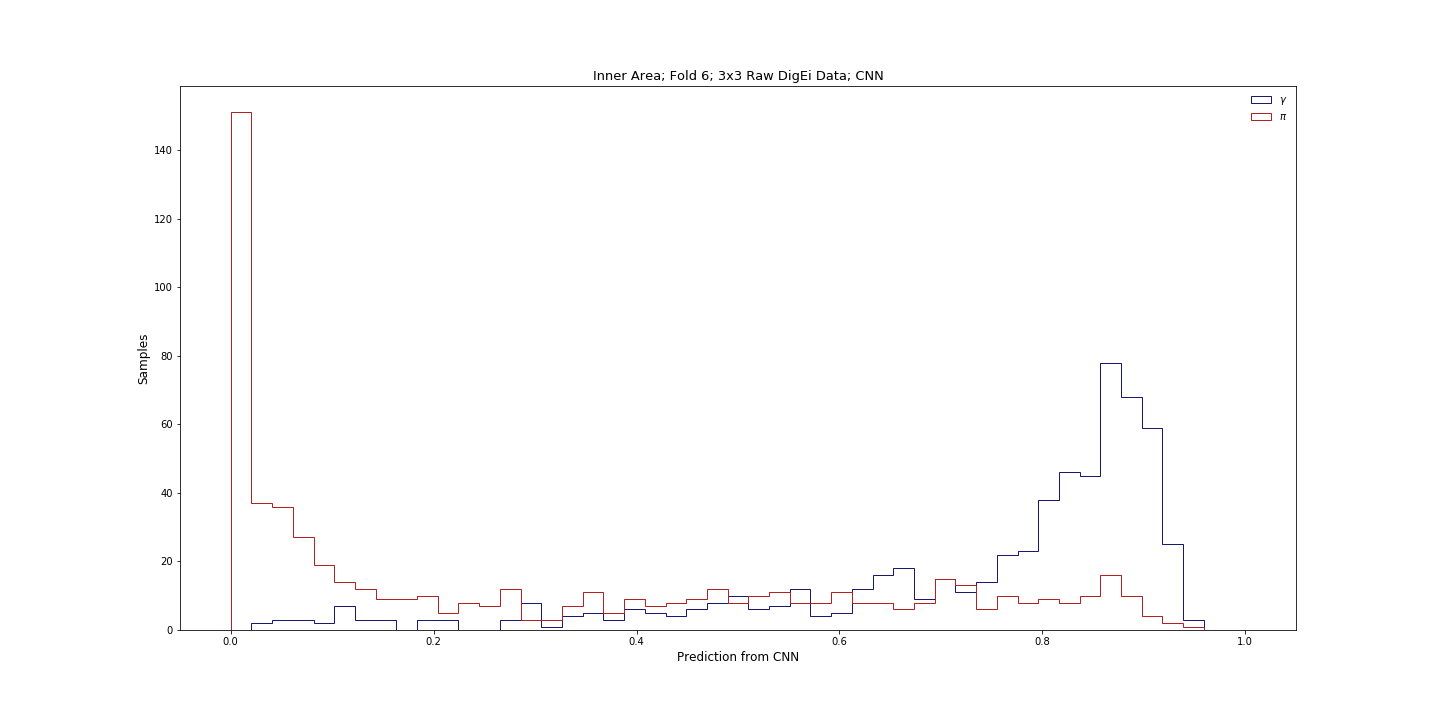 Inner Area; Fold 6; 3x3 Raw DigEi Data; CNN
γ
π
140
120
100
80
60
40
20
0
Samples
0.0 0.2 0.4 0.6 0.8 1.0
Prediction from CNN